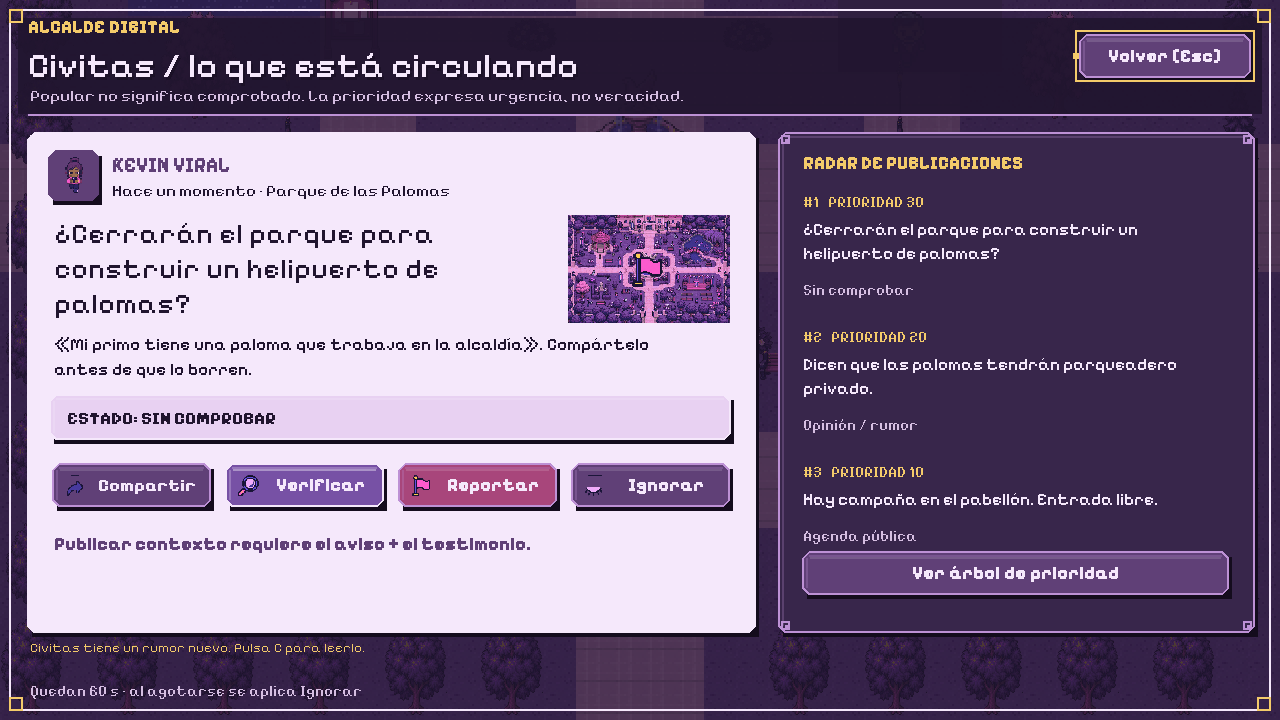 ALCALDE DIGITAL
Civitas / lo que está circulando
Popular no significa comprobado. La prioridad expresa urgencia, no veracidad.
Volver (Esc)
KEVIN VIRAL
Hace un momento · Parque de las Palomas
¿Cerrarán el parque para
construir un helipuerto de
palomas?
«Mi primo tiene una paloma que trabaja en la alcaldía». Compártelo
antes de que lo borren.
ESTADO: SIN COMPROBAR
Compartir
Verificar
Reportar
Ignorar
Publicar contexto requiere el aviso + el testimonio.
RADAR DE PUBLICACIONES
#1 PRIORIDAD 30
¿Cerrarán el parque para construir un
helipuerto de palomas?
Sin comprobar
#2 PRIORIDAD 20
Dicen que las palomas tendrán parqueadero
privado.
Opinión / rumor
#3 PRIORIDAD 10
Hay campaña en el pabellón. Entrada libre.
Agenda pública
Ver árbol de prioridad
Civitas tiene un rumor nuevo. Pulsa C para leerlo.
Quedan 60 s · al agotarse se aplica Ignorar